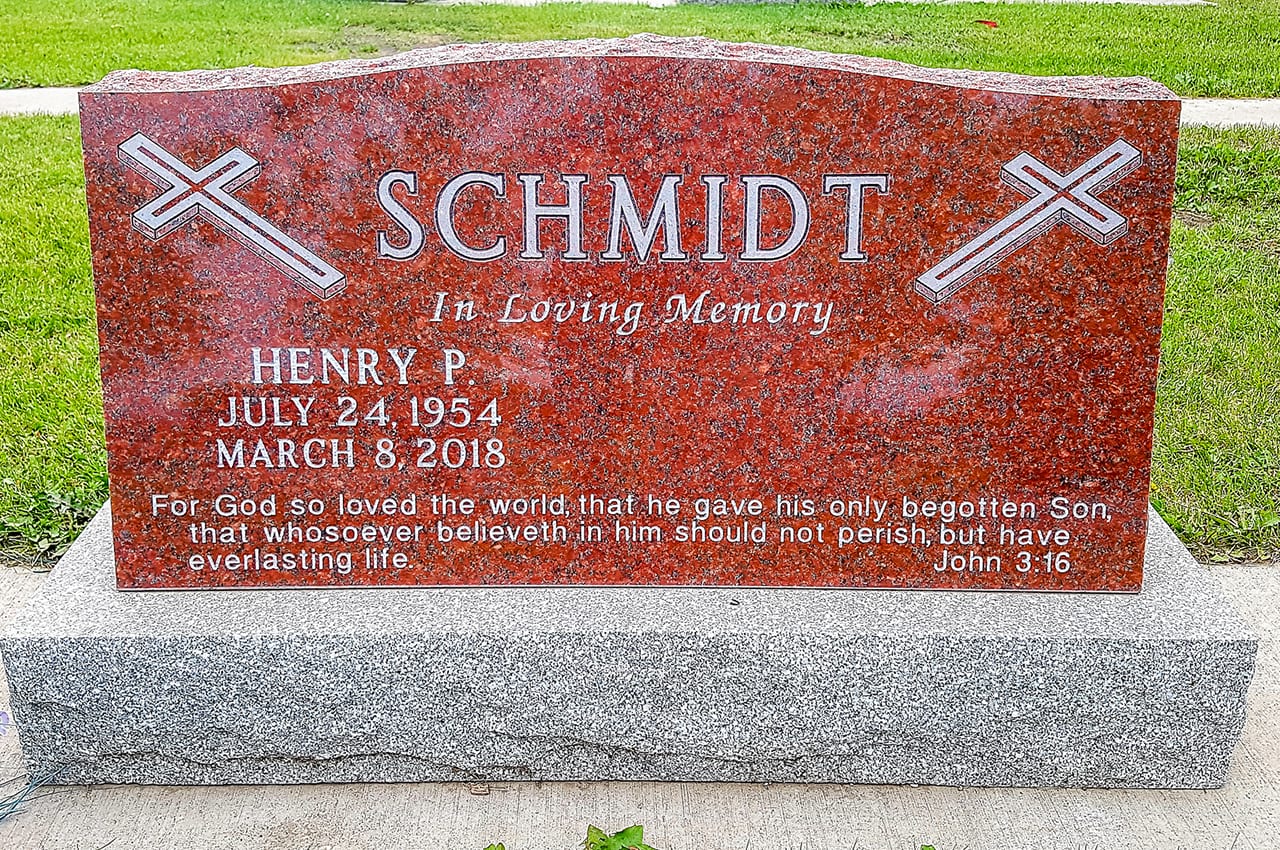 SCHMIDT
In Loving Memory
HENRY P.
JULY 24, 1954
MARCH 8, 2018
For God so loved the world, that he gave his only begotten Son,
that whosoever believeth in him should not perish, but have
everlasting life. John 3:16